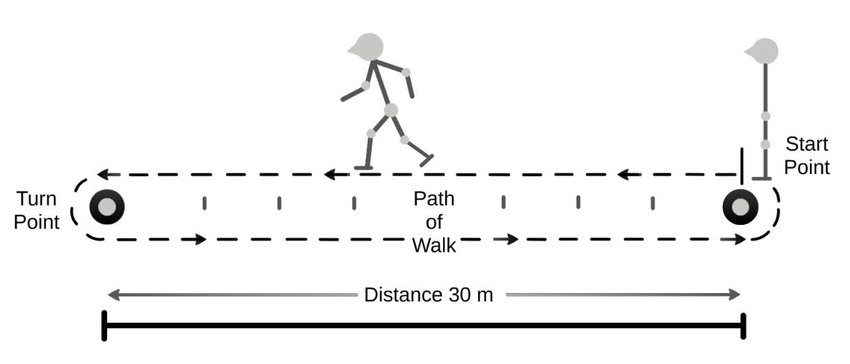 Start
Point
Turn
Point
Path
of
Walk
Distance 30 m